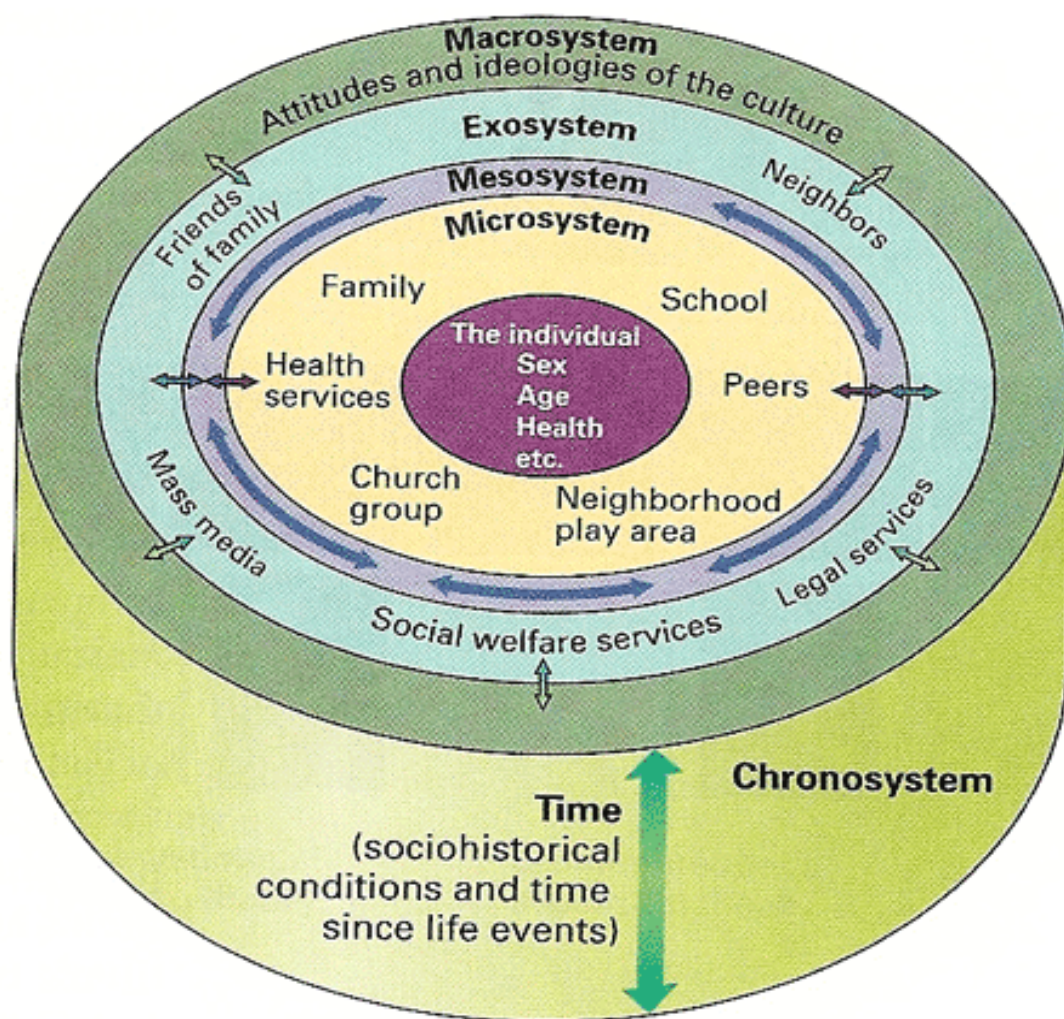 Macrosystem
Attitudes and ideologies of the culture
Exosystem
Mesosystem
Microsystem
Friends
of family
Neighbors
Family
School
The individual
Sex
Age
Health
etc.
Health
services
Peers
Church
group
Neighborhood
play area
Mass media
Legal services
Social welfare services
Chronosystem
Time
(sociohistorical
conditions and time
since life events)